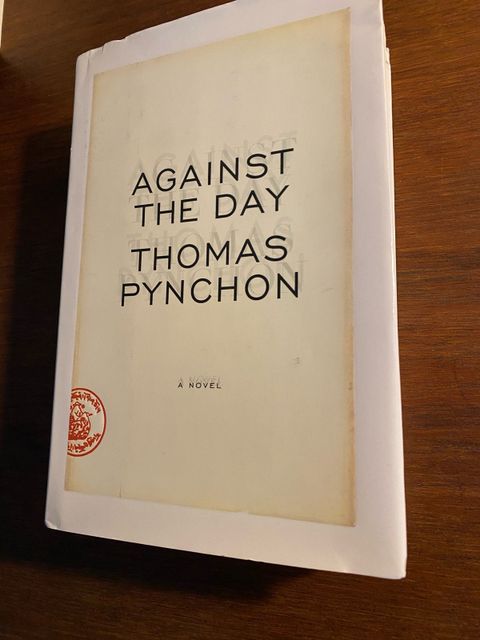 AGAINST
THE DAY
THOMAS
PYNCHON
A NOVEL